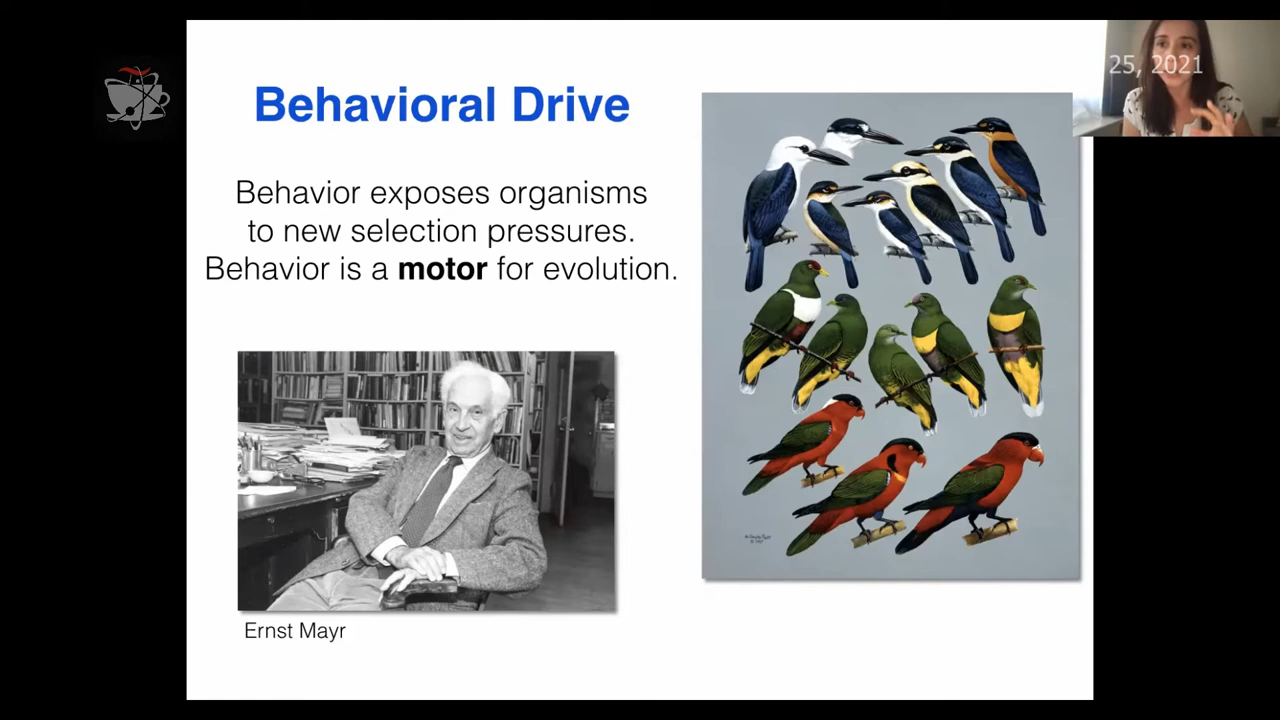 Behavioral Drive
25, 2021
Behavior exposes organisms
to new selection pressures.
Behavior is a motor for evolution.
Ernst Mayr